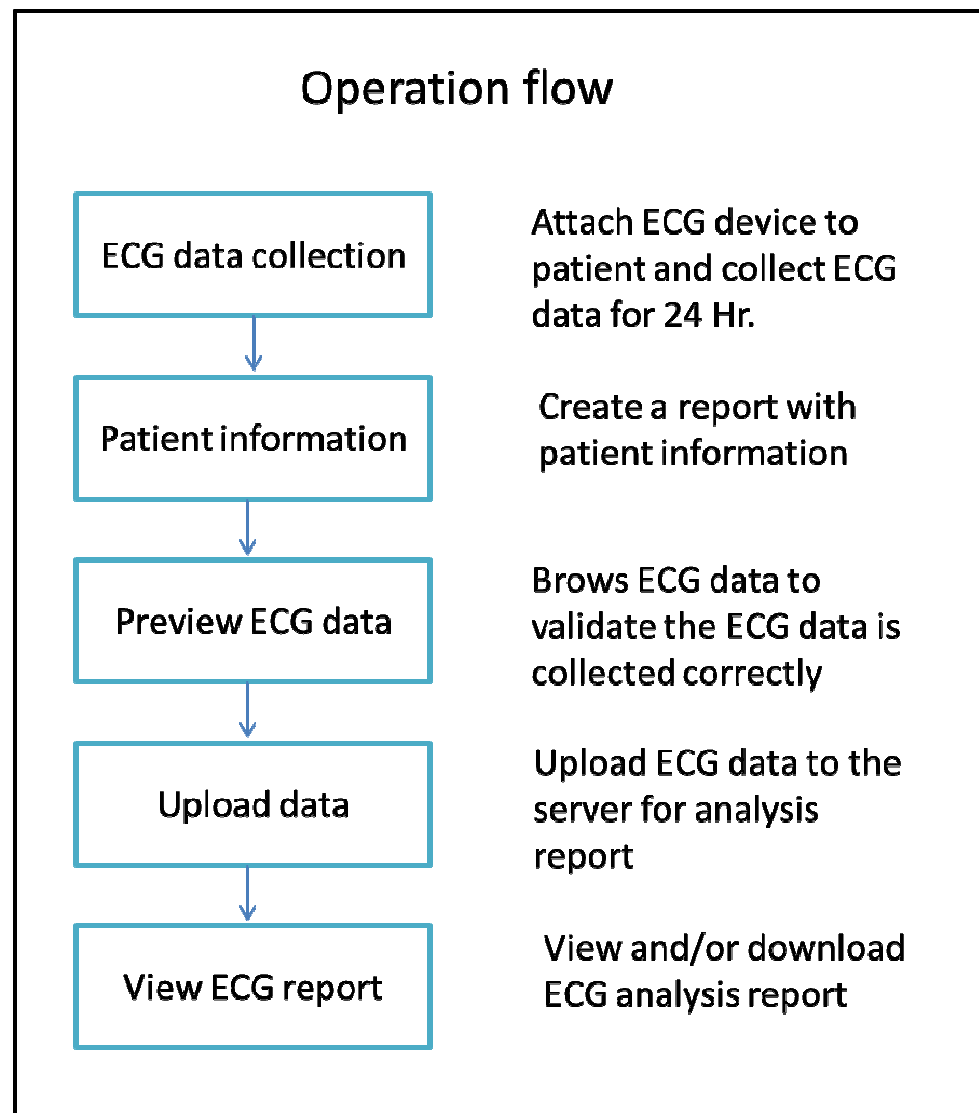 Operation flow
ECG data collection
Attach ECG device to
patient and collect ECG
data for 24 Hr.
Patient information
Create a report with
patient information
Preview ECG data
Brows ECG data to
validate the ECG data is
collected correctly
Upload data
Upload ECG data to the
server for analysis
report
View ECG report
View and/or download
ECG analysis report